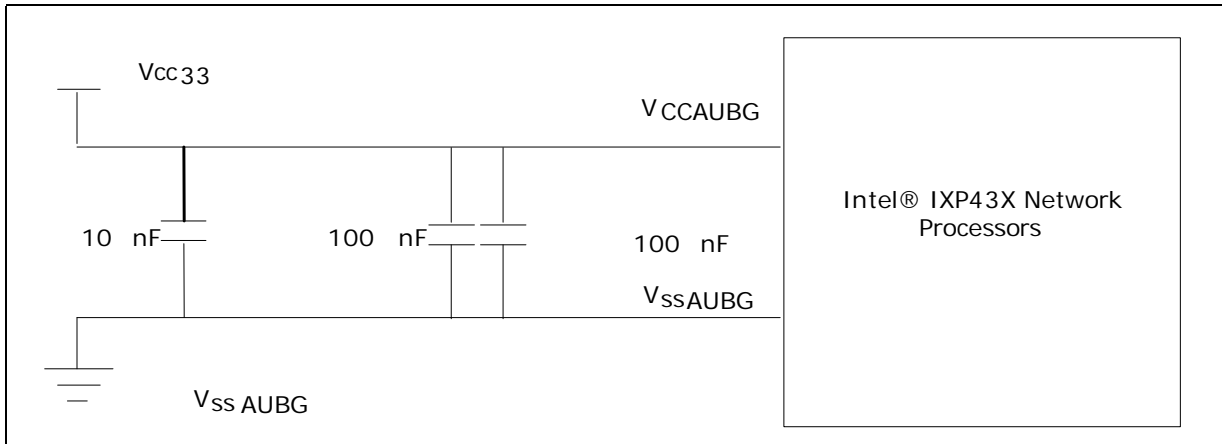 Vcc33
VCCAUBG
Intel® IXP43X Network
Processors
10 nF
100 nF
100 nF
VssAUBG
Vss AUBG